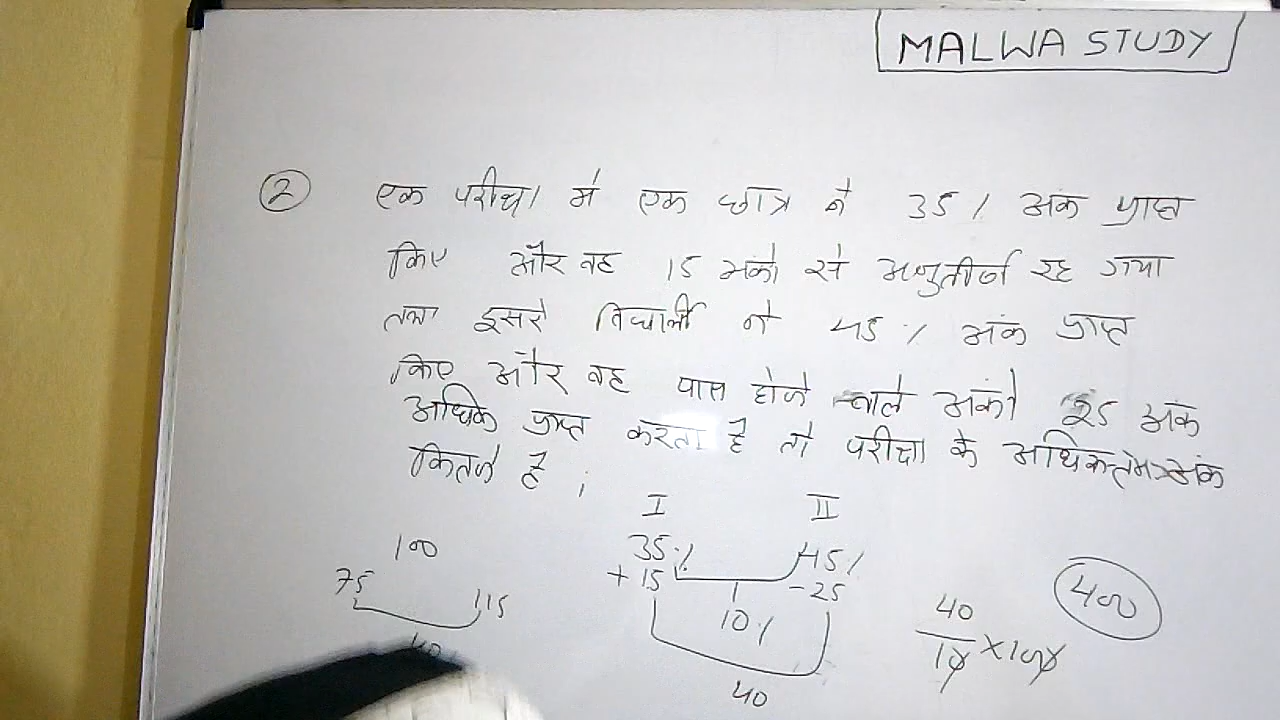 MALWA STUDY
② एक परीक्षा मे एक छात्र ने 35 % अंक प्राप्त
किए और वह 15 अंको से अनुतीर्ण रह गया
तथा दूसरे विधार्थी ने 45 % अंक प्राप्त
किए और वह पास होने वाले अंको 25 अंक
अधिक प्राप्त करता है तो परीक्षा के अधिकतम अंक
कितने है ;
I II
100 35% 45%
75 115 +15 -25
10%
40 40/10 × 100 400
40